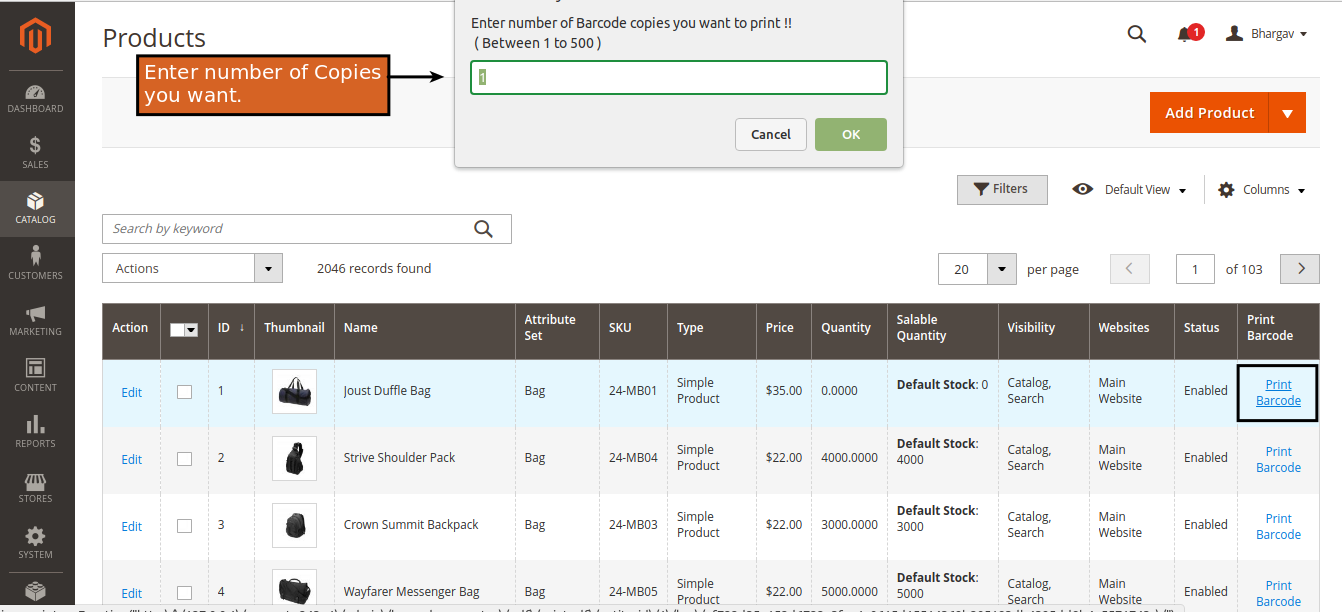 Enter number of Barcode copies you want to print !!
( Between 1 to 500 )
1
Cancel
OK
Products
Enter number of Copies
you want.
1
Bhargav
Add Product
DASHBOARD
SALES
CATALOG
CUSTOMERS
MARKETING
CONTENT
REPORTS
STORES
SYSTEM
Filters
Default View
Columns
Search by keyword
Actions
2046 records found
20
per page
1
of 103
Action
ID ↓
Thumbnail
Name
Attribute
Set
SKU
Type
Price
Quantity
Salable
Quantity
Visibility
Websites
Status
Print
Barcode
Edit
1
Joust Duffle Bag
Bag
24-MB01
Simple
Product
$35.00
0.0000
Default Stock: 0
Catalog,
Search
Main
Website
Enabled
Print
Barcode
Edit
2
Strive Shoulder Pack
Bag
24-MB04
Simple
Product
$22.00
4000.0000
Default Stock:
4000
Catalog,
Search
Main
Website
Enabled
Print
Barcode
Edit
3
Crown Summit Backpack
Bag
24-MB03
Simple
Product
$22.00
3000.0000
Default Stock:
3000
Catalog,
Search
Main
Website
Enabled
Print
Barcode
Edit
4
Wayfarer Messenger Bag
Bag
24-MB05
Simple
Product
$22.00
5000.0000
Default Stock:
5000
Catalog,
Search
Main
Website
Enabled
Print
Barcode